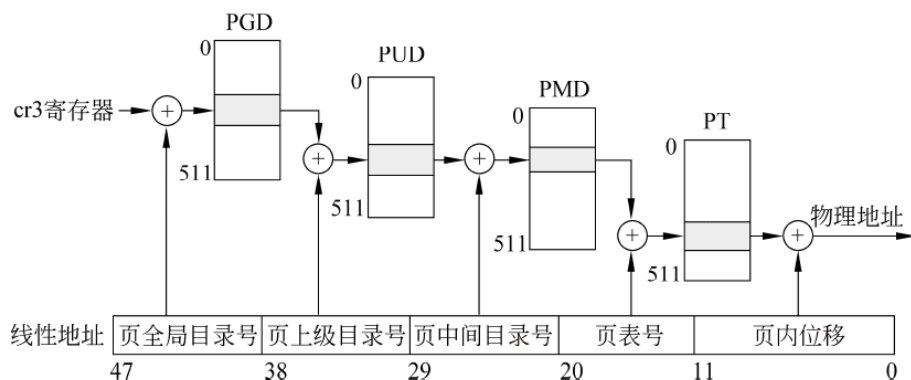 PGD
0
511
cr3寄存器
PUD
0
511
PMD
0
511
PT
0
511
物理地址
线性地址 页全局目录号 页上级目录号 页中间目录号 页表号 页内位移
47 38 29 20 11 0